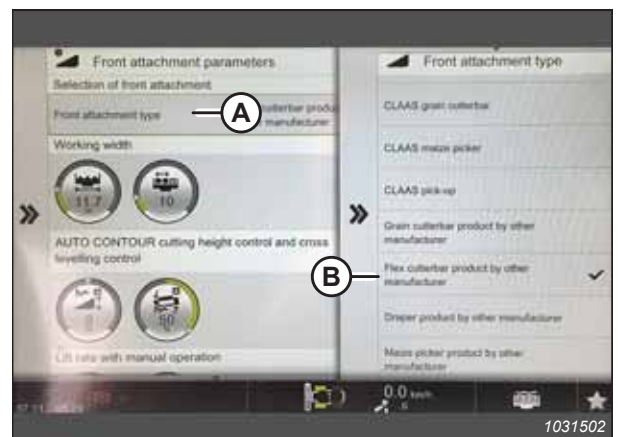 Front attachment parameters
Selection of front attachment
Front attachment type
A
cutterbar produ
manufacturer
Working width
11.7
10
AUTO CONTOUR cutting height control and cross
levelling control
50
Lift rate with manual operation
Front attachment type
CLAAS grain cutterbar
CLAAS maize picker
CLAAS pick-up
Grain cutterbar product by other
manufacturer
B
Flex cutterbar product by other
manufacturer
Draper product by other manufacturer
Maize picker product by other
manufacturer
0.0 km/h
6
1031502